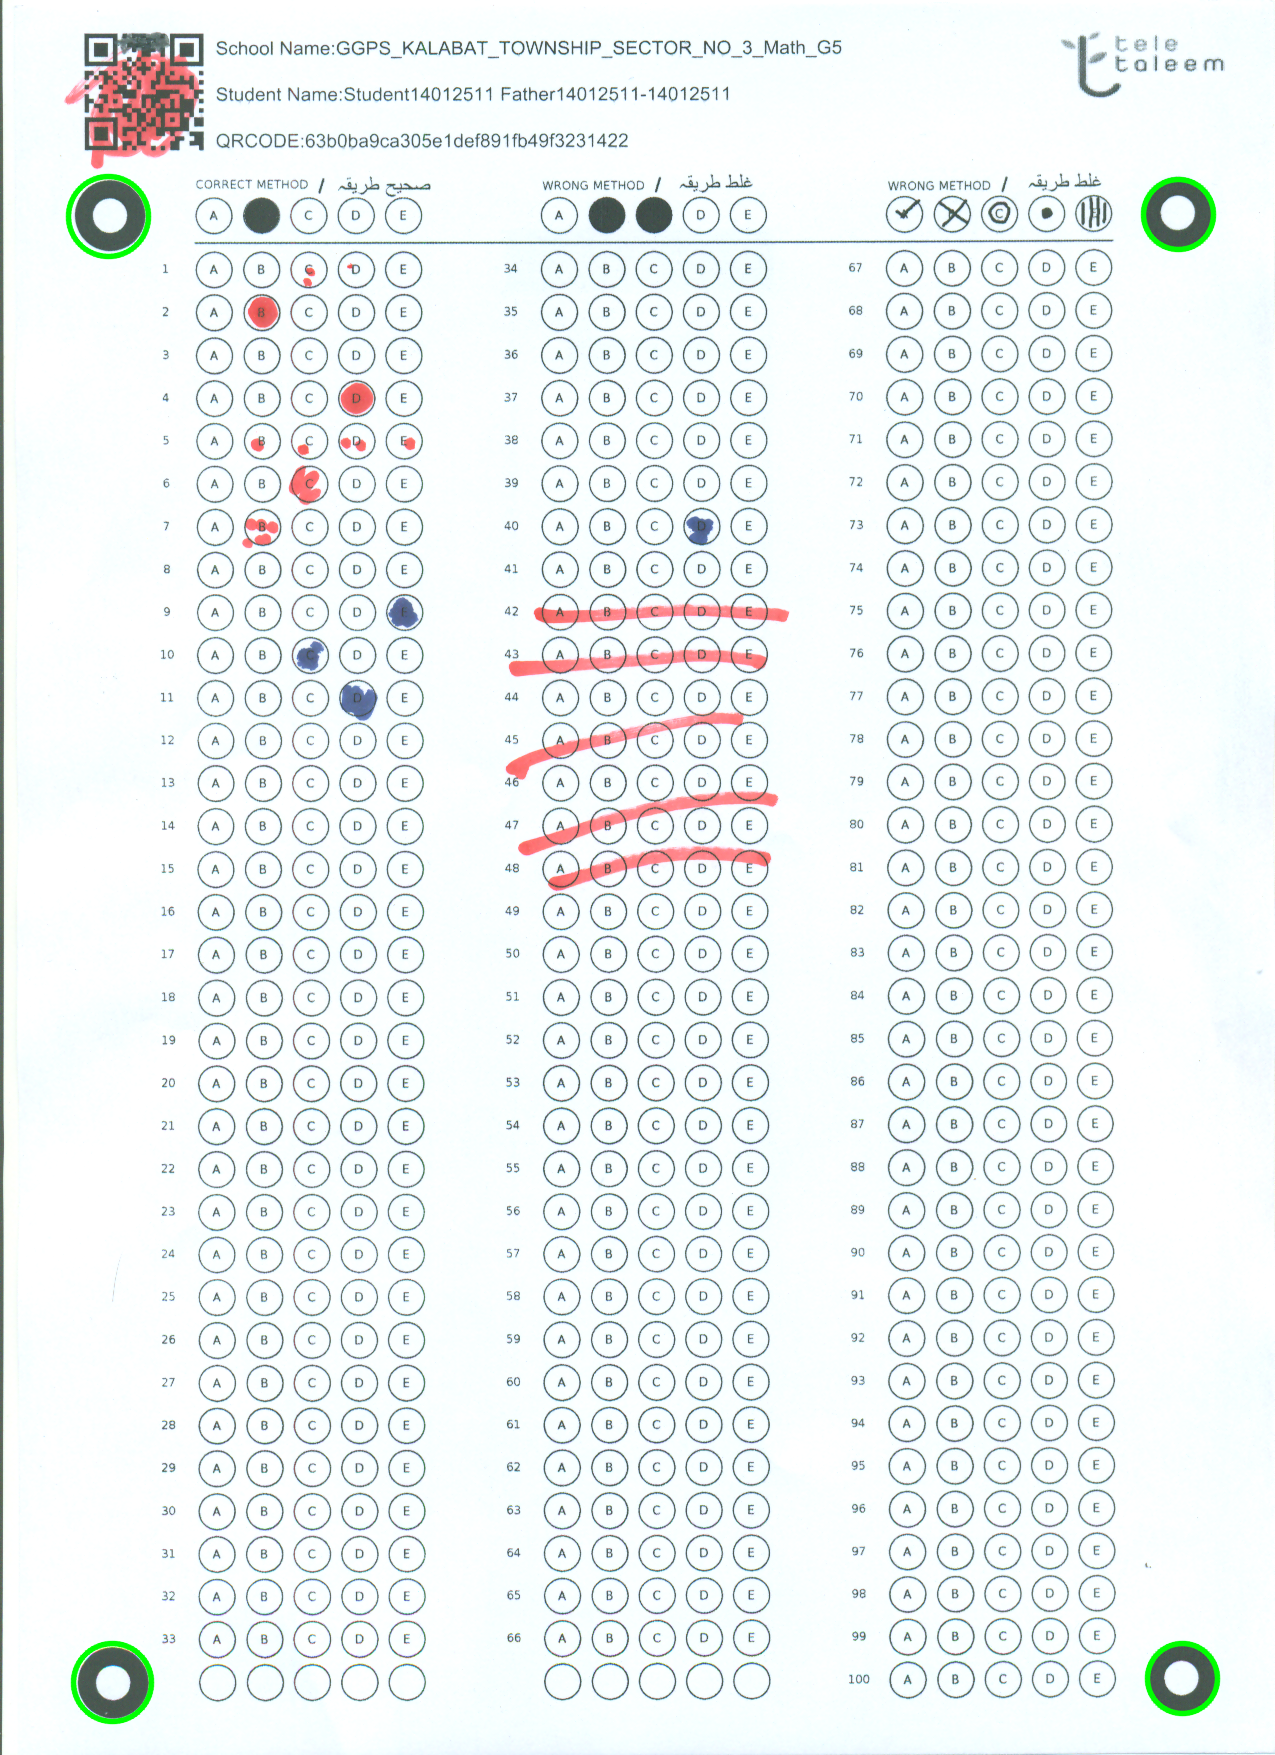 School Name:GGPS_KALABAT_TOWNSHIP_SECTOR_NO_3_Math_G5
tele taleem
Student Name:Student14012511 Father14012511-14012511
QRCODE:63b0ba9ca305e1def891fb49f3231422
CORRECT METHOD / صحیح طریقہ WRONG METHOD / غلط طریقہ WRONG METHOD / غلط طریقہ
A C D E A D E C
1 A B C D E 34 A B C D E 67 A B C D E
2 A B C D E 35 A B C D E 68 A B C D E
3 A B C D E 36 A B C D E 69 A B C D E
4 A B C D E 37 A B C D E 70 A B C D E
5 A B C D E 38 A B C D E 71 A B C D E
6 A B C D E 39 A B C D E 72 A B C D E
7 A B C D E 40 A B C D E 73 A B C D E
8 A B C D E 41 A B C D E 74 A B C D E
9 A B C D E 42 A B C D E 75 A B C D E
10 A B C D E 43 A B C D E 76 A B C D E
11 A B C D E 44 A B C D E 77 A B C D E
12 A B C D E 45 A B C D E 78 A B C D E
13 A B C D E 46 A B C D E 79 A B C D E
14 A B C D E 47 A B C D E 80 A B C D E
15 A B C D E 48 A B C D E 81 A B C D E
16 A B C D E 49 A B C D E 82 A B C D E
17 A B C D E 50 A B C D E 83 A B C D E
18 A B C D E 51 A B C D E 84 A B C D E
19 A B C D E 52 A B C D E 85 A B C D E
20 A B C D E 53 A B C D E 86 A B C D E
21 A B C D E 54 A B C D E 87 A B C D E
22 A B C D E 55 A B C D E 88 A B C D E
23 A B C D E 56 A B C D E 89 A B C D E
24 A B C D E 57 A B C D E 90 A B C D E
25 A B C D E 58 A B C D E 91 A B C D E
26 A B C D E 59 A B C D E 92 A B C D E
27 A B C D E 60 A B C D E 93 A B C D E
28 A B C D E 61 A B C D E 94 A B C D E
29 A B C D E 62 A B C D E 95 A B C D E
30 A B C D E 63 A B C D E 96 A B C D E
31 A B C D E 64 A B C D E 97 A B C D E
32 A B C D E 65 A B C D E 98 A B C D E
33 A B C D E 66 A B C D E 99 A B C D E
100 A B C D E